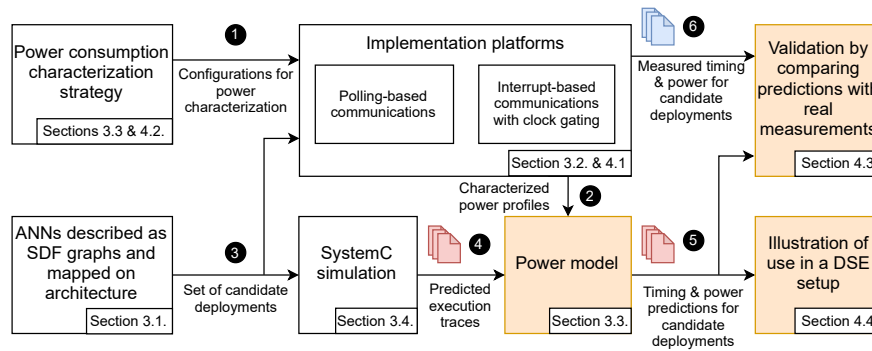 Power consumption
characterization
strategy
Sections 3.3 & 4.2.
1
Configurations for
power
characterization
Implementation platforms
Polling-based
communications
Interrupt-based
communications
with clock gating
Section 3.2. & 4.1
6
Measured timing
& power for
candidate
deployments
Validation by
comparing
predictions with
real
measurements
Section 4.3
Characterized
power profiles
2
ANNs described as
SDF graphs and
mapped on
architecture
Section 3.1.
3
Set of candidate
deployments
SystemC
simulation
Section 3.4.
4
Predicted
execution
traces
Power model
Section 3.3.
5
Timing & power
predictions for
candidate
deployments
Illustration of
use in a DSE
setup
Section 4.4